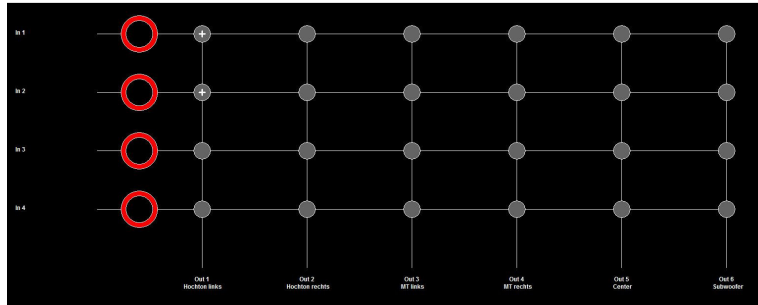 In 1
In 2
In 3
In 4
Out 1
Hochton links
Out 2
Hochton rechts
Out 3
MT links
Out 4
MT rechts
Out 5
Center
Out 6
Subwoofer